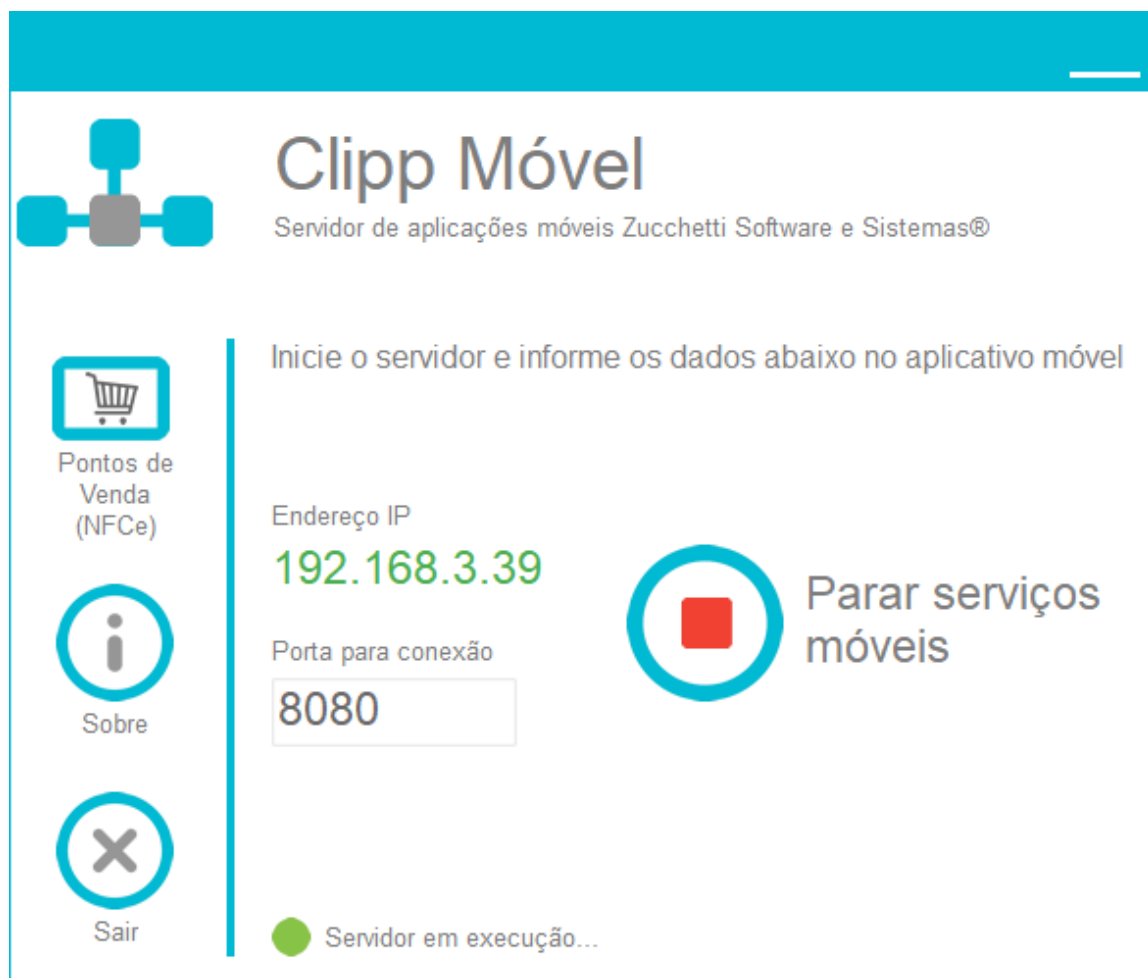 Clipp Móvel
Servidor de aplicações móveis Zucchetti Software e Sistemas®
Inicie o servidor e informe os dados abaixo no aplicativo móvel
Pontos de
Venda
(NFCe)
Sobre
Sair
Endereço IP
192.168.3.39
Porta para conexão
8080
Parar serviços
móveis
Servidor em execução...